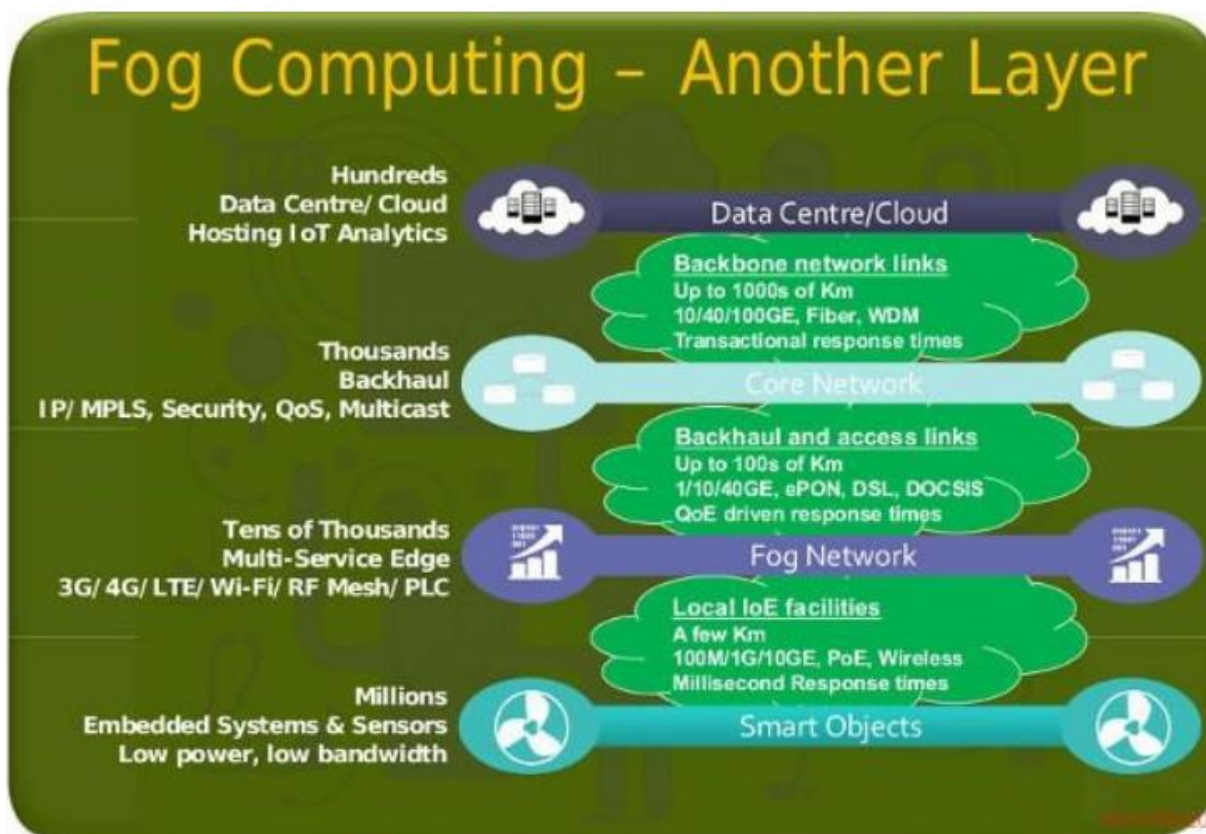 Fog Computing – Another Layer
Hundreds
Data Centre/ Cloud
Hosting IoT Analytics
Data Centre/Cloud
Backbone network links
Up to 1000s of Km
10/40/100GE, Fiber, WDM
Transactional response times
Thousands
Backhaul
IP/ MPLS, Security, QoS, Multicast
Core Network
Backhaul and access links
Up to 100s of Km
1/10/40GE, ePON, DSL, DOCSIS
QoE driven response times
Tens of Thousands
Multi-Service Edge
3G/ 4G/ LTE/ Wi-Fi/ RF Mesh/ PLC
Fog Network
Local IoE facilities
A few Km
100M/1G/10GE, PoE, Wireless
Millisecond Response times
Millions
Embedded Systems & Sensors
Low power, low bandwidth
Smart Objects